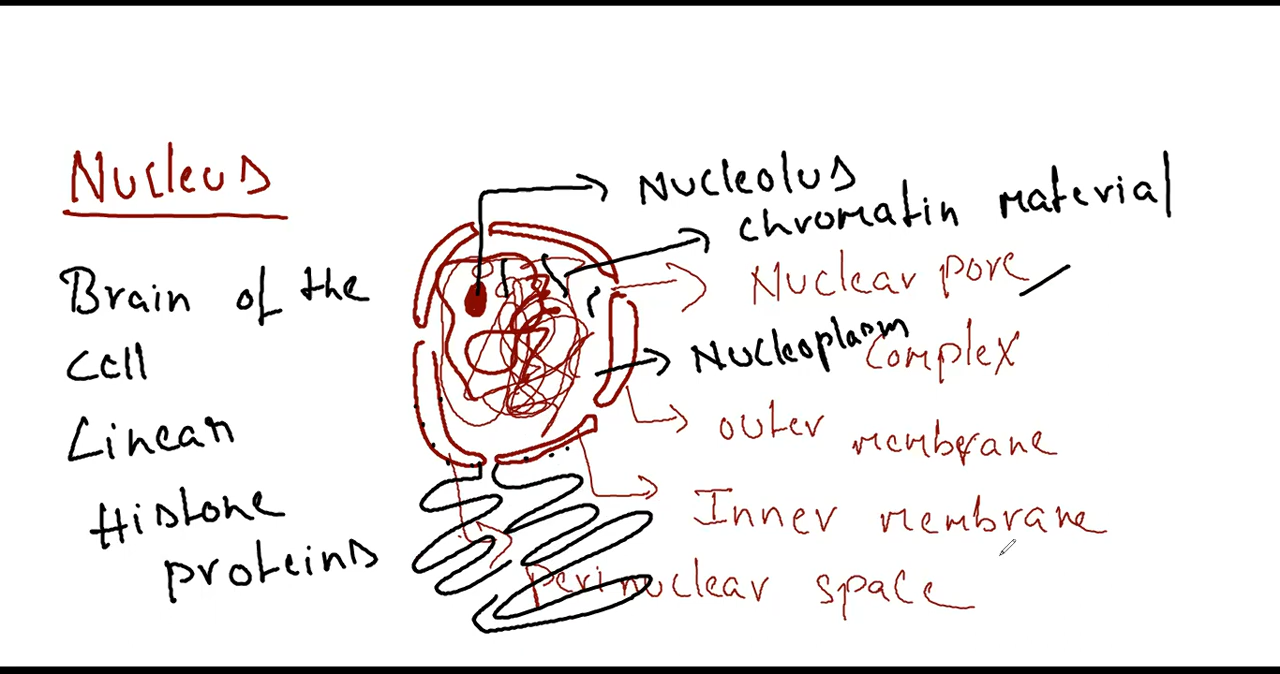 Nucleus
Brain of the
cell
Linear
Histone
proteins
Nucleolus
chromatin material
Nuclear pore
complex
Nucleoplasm
outer membrane
Inner membrane
perinuclear space